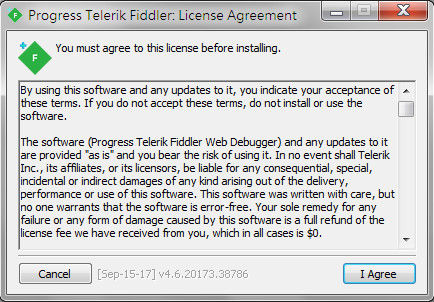 Progress Telerik Fiddler: License Agreement
F
You must agree to this license before installing.
By using this software and any updates to it, you indicate your acceptance of
these terms. If you do not accept these terms, do not install or use the
software.
The software (Progress Telerik Fiddler Web Debugger) and any updates to it
are provided "as is" and you bear the risk of using it. In no event shall Telerik
Inc., its affiliates, or its licensors, be liable for any consequential, special,
incidental or indirect damages of any kind arising out of the delivery,
performance or use of this software. This software was written with care, but
no one warrants that the software is error-free. Your sole remedy for any
failure or any form of damage caused by this software is a full refund of the
license fee we have received from you, which in all cases is $0.
Cancel
[Sep-15-17] v4.6.20173.38786
I Agree